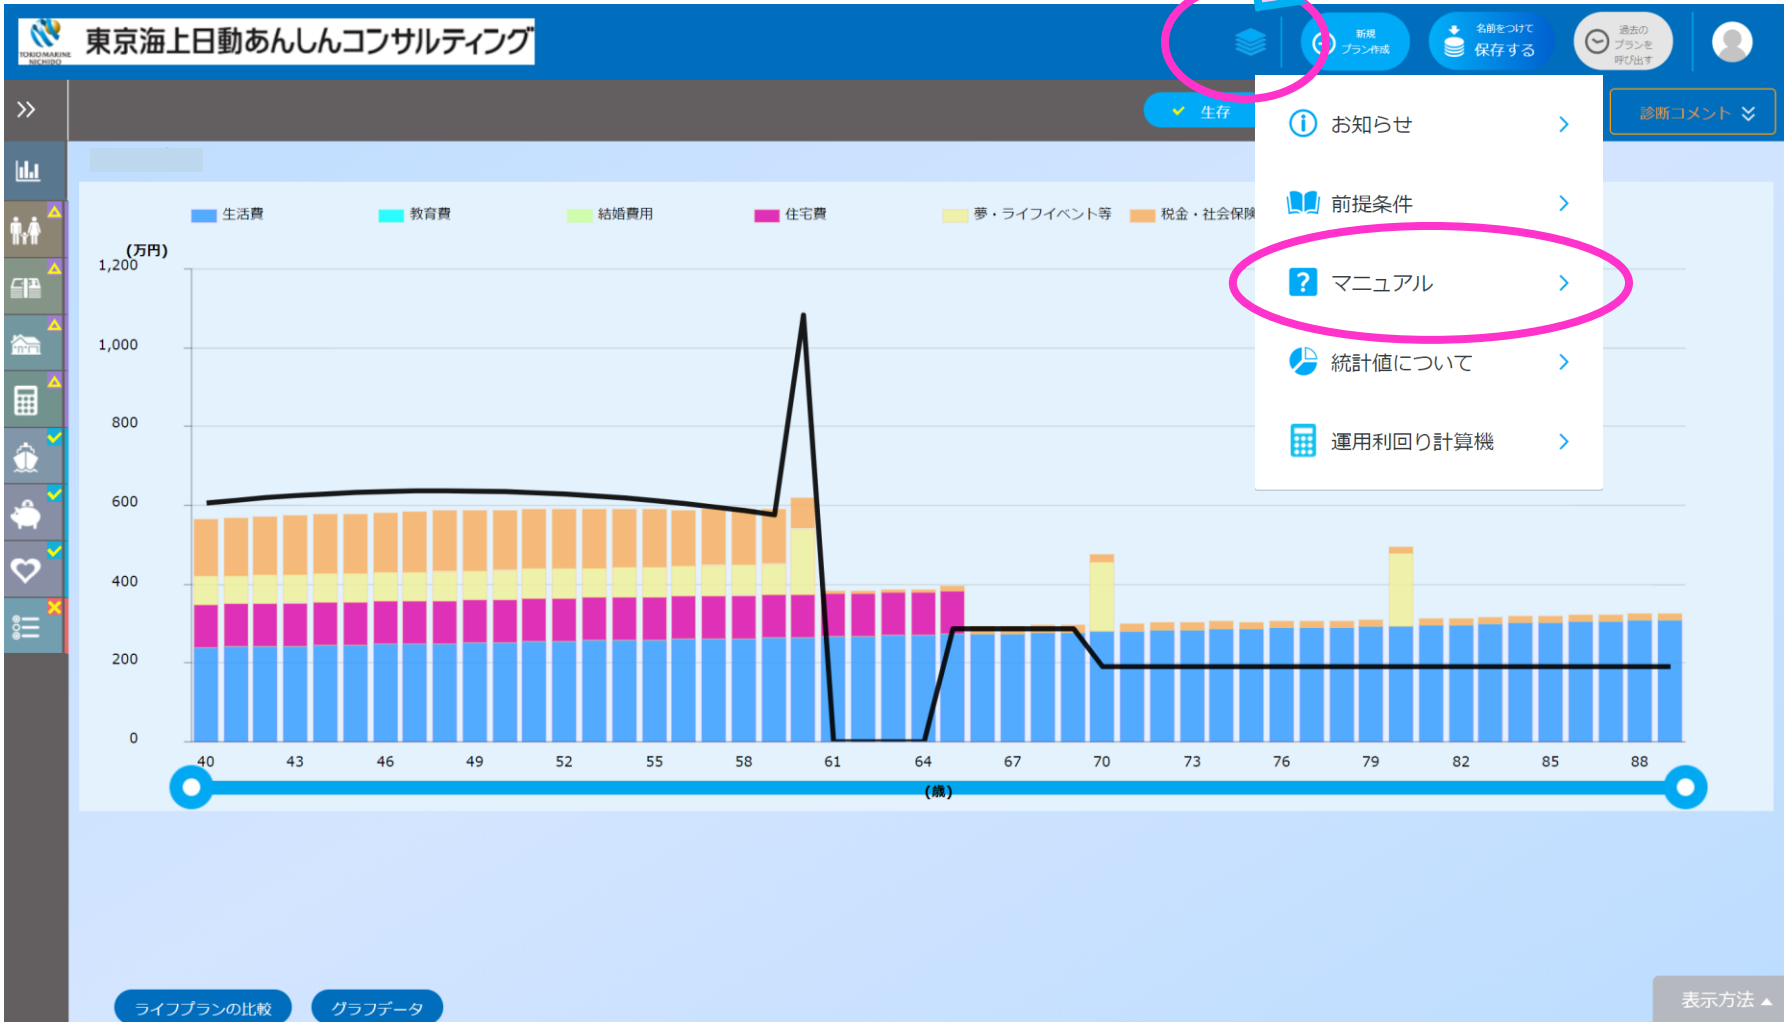 TOKIO MARINE
NICHIDO
東京海上日動あんしんコンサルティング
新規
プラン作成
名前をつけて
保存する
過去の
プランを
呼び出す
生存
診断コメント
お知らせ
前提条件
マニュアル
統計値について
運用利回り計算機
生活費
教育費
結婚費用
住宅費
夢・ライフイベント等
税金・社会保険
(万円)
1,200
1,000
800
600
400
200
0
40 43 46 49 52 55 58 61 64 67 70 73 76 79 82 85 88
(歳)
ライフプランの比較
グラフデータ
表示方法